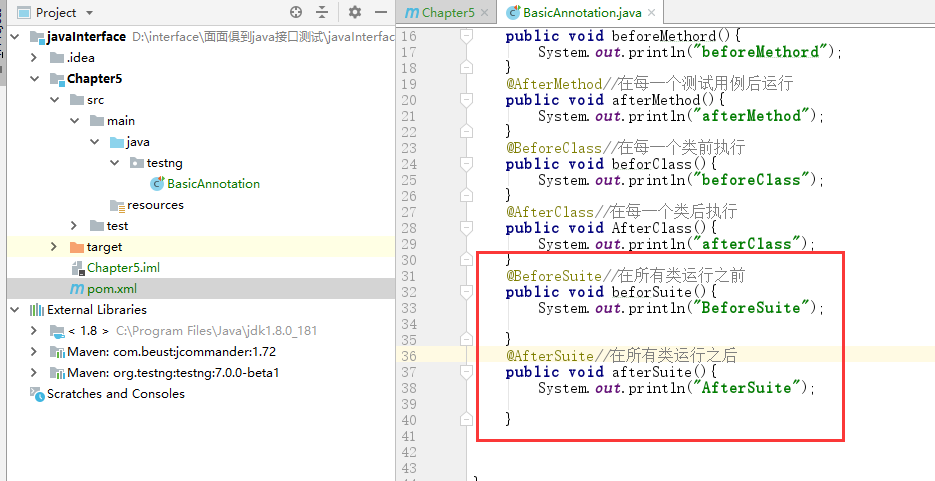 Project
javaInterface D:\interface\面面俱到java接口测试\javaInterfac
.idea
Chapter5
src
main
java
testng
BasicAnnotation
resources
test
target
Chapter5.iml
pom.xml
External Libraries
< 1.8 > C:\Program Files\Java\jdk1.8.0_181
Maven: com.beust:jcommander:1.72
Maven: org.testng:testng:7.0.0-beta1
Scratches and Consoles
Chapter5
BasicAnnotation.java
16 public void beforeMethord(){
17 System.out.println("beforeMethord");
18 }
19 @AfterMethod//在每一个测试用例后运行
20 public void afterMethod(){
21 System.out.println("afterMethod");
22 }
23 @BeforeClass//在每一个类前执行
24 public void beforClass(){
25 System.out.println("beforeClass");
26 }
27 @AfterClass//在每一个类后执行
28 public void AfterClass(){
29 System.out.println("afterClass");
30 }
31 @BeforeSuite//在所有类运行之前
32 public void beforSuite(){
33 System.out.println("BeforeSuite");
34
35 }
36 @AfterSuite//在所有类运行之后
37 public void afterSuite(){
38 System.out.println("AfterSuite");
39
40 }
41
42
43
}